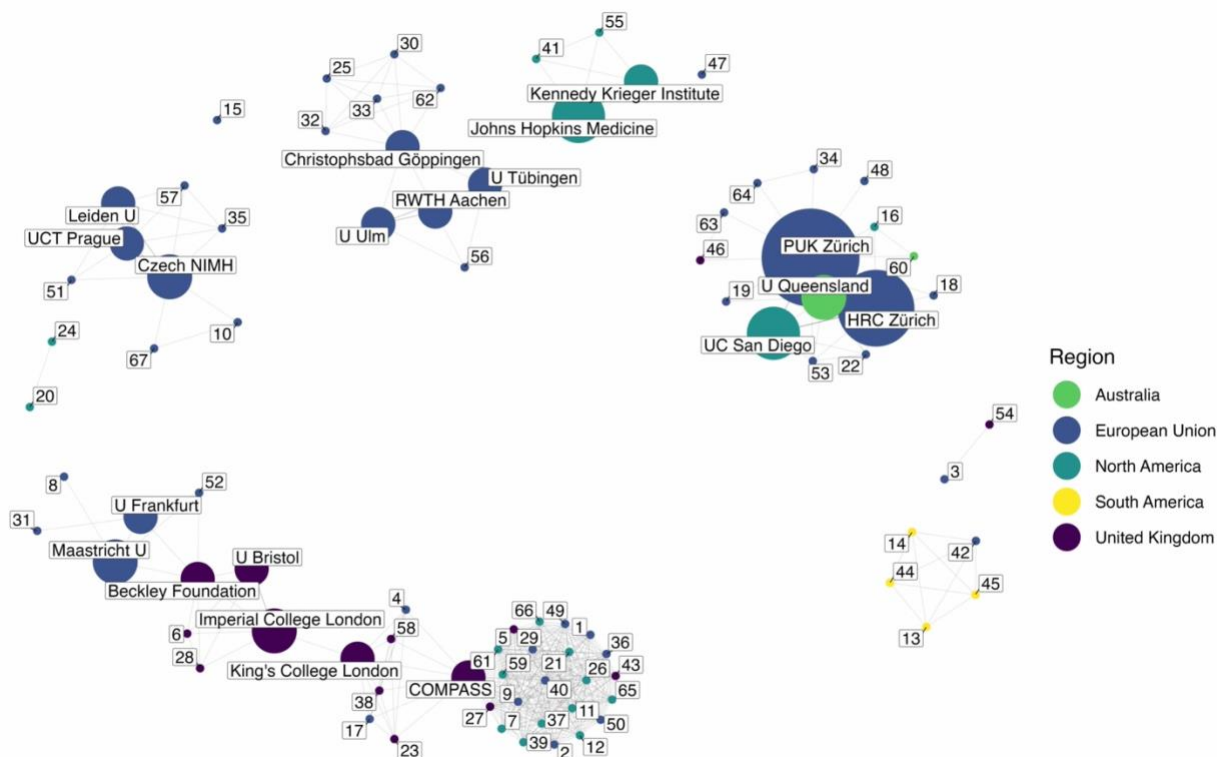 55
30
41
47
25
Kennedy Krieger Institute
62
33
15
32
Johns Hopkins Medicine
Christophsbad Göppingen
34
48
U Tübingen
64
57
RWTH Aachen
Leiden U
35
63
16
U Ulm
UCT Prague
PUK Zürich
46
56
Czech NIMH
60
U Queensland
51
19
18
HRC Zürich
24
10
UC San Diego
67
53
22
Region
20
Australia
54
European Union
North America
3
8
52
South America
U Frankfurt
31
United Kingdom
14
42
Maastricht U
U Bristol
44
45
Beckley Foundation
4
66
49
1
Imperial College London
58
5
29
36
13
6
61
59
21
26
43
28
King's College London
COMPASS
9
40
65
38
27
11
50
17
7
37
23
39
2
12